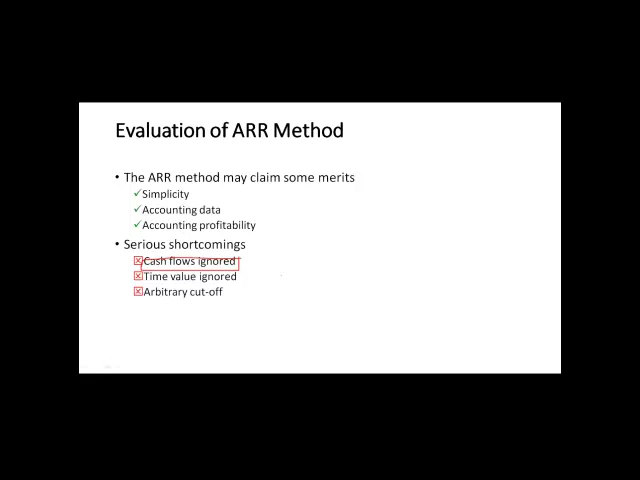 Evaluation of ARR Method
• The ARR method may claim some merits
✓Simplicity
✓Accounting data
✓Accounting profitability
• Serious shortcomings
☒Cash flows ignored
☒Time value ignored
☒Arbitrary cut-off